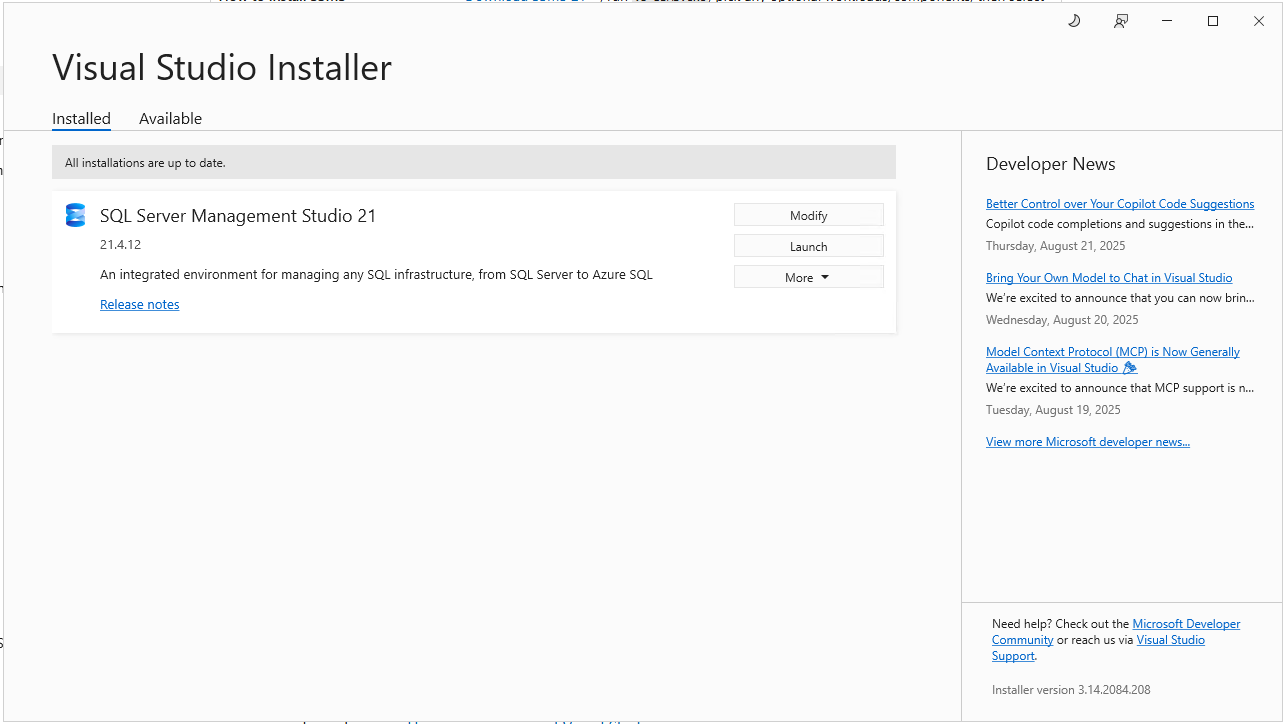 Visual Studio Installer
Installed
Available
All installations are up to date.
SQL Server Management Studio 21
21.4.12
An integrated environment for managing any SQL infrastructure, from SQL Server to Azure SQL
Release notes
Modify
Launch
More
Developer News
Better Control over Your Copilot Code Suggestions
Copilot code completions and suggestions in the...
Thursday, August 21, 2025
Bring Your Own Model to Chat in Visual Studio
We're excited to announce that you can now brin...
Wednesday, August 20, 2025
Model Context Protocol (MCP) is Now Generally
Available in Visual Studio
We're excited to announce that MCP support is n...
Tuesday, August 19, 2025
View more Microsoft developer news...
Need help? Check out the Microsoft Developer
Community or reach us via Visual Studio
Support.
Installer version 3.14.2084.208